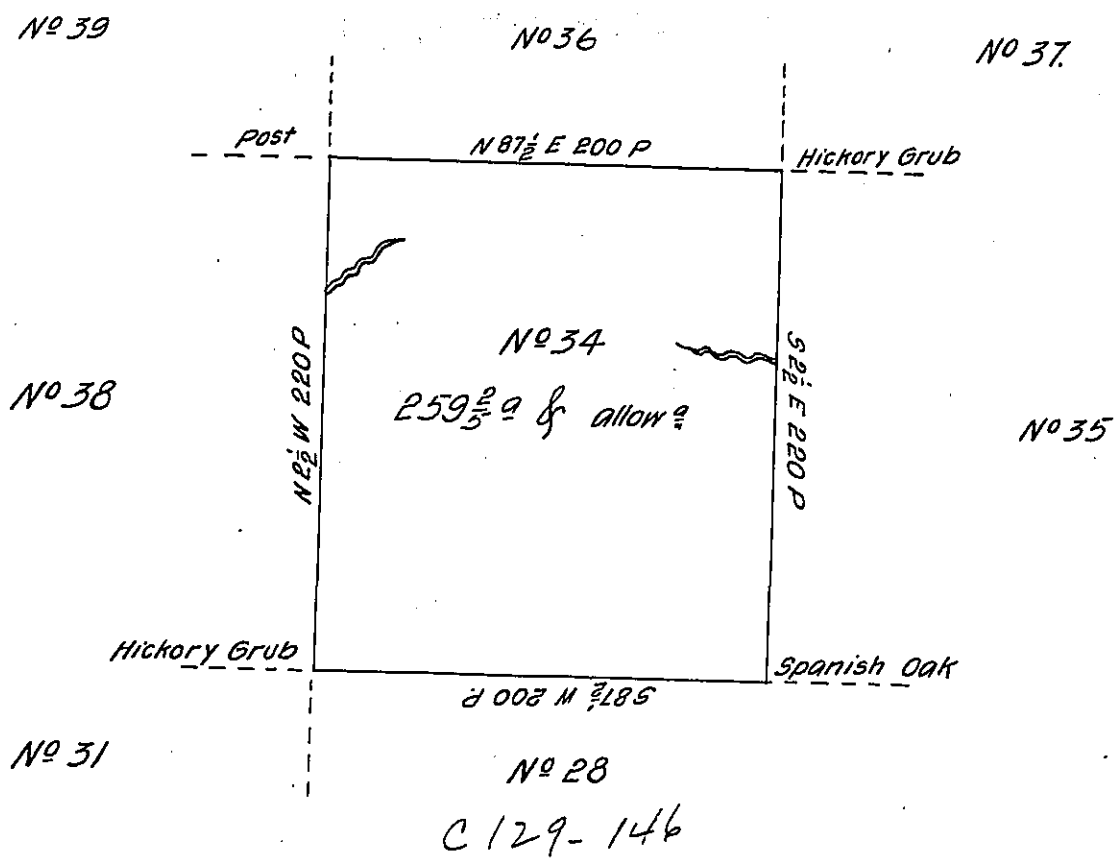 Nº 39
Nº 36
Nº 37.
Post
N 87½ E 200 P
Hickory Grub
Nº 34
N 2½ W 220 P
S 2½ E 220 P
Nº 38
259⅖ a & allow a
Nº 35
Hickory Grub
Spanish Oak
S 87½ W 200 P
Nº 31
Nº 28
C 129-146